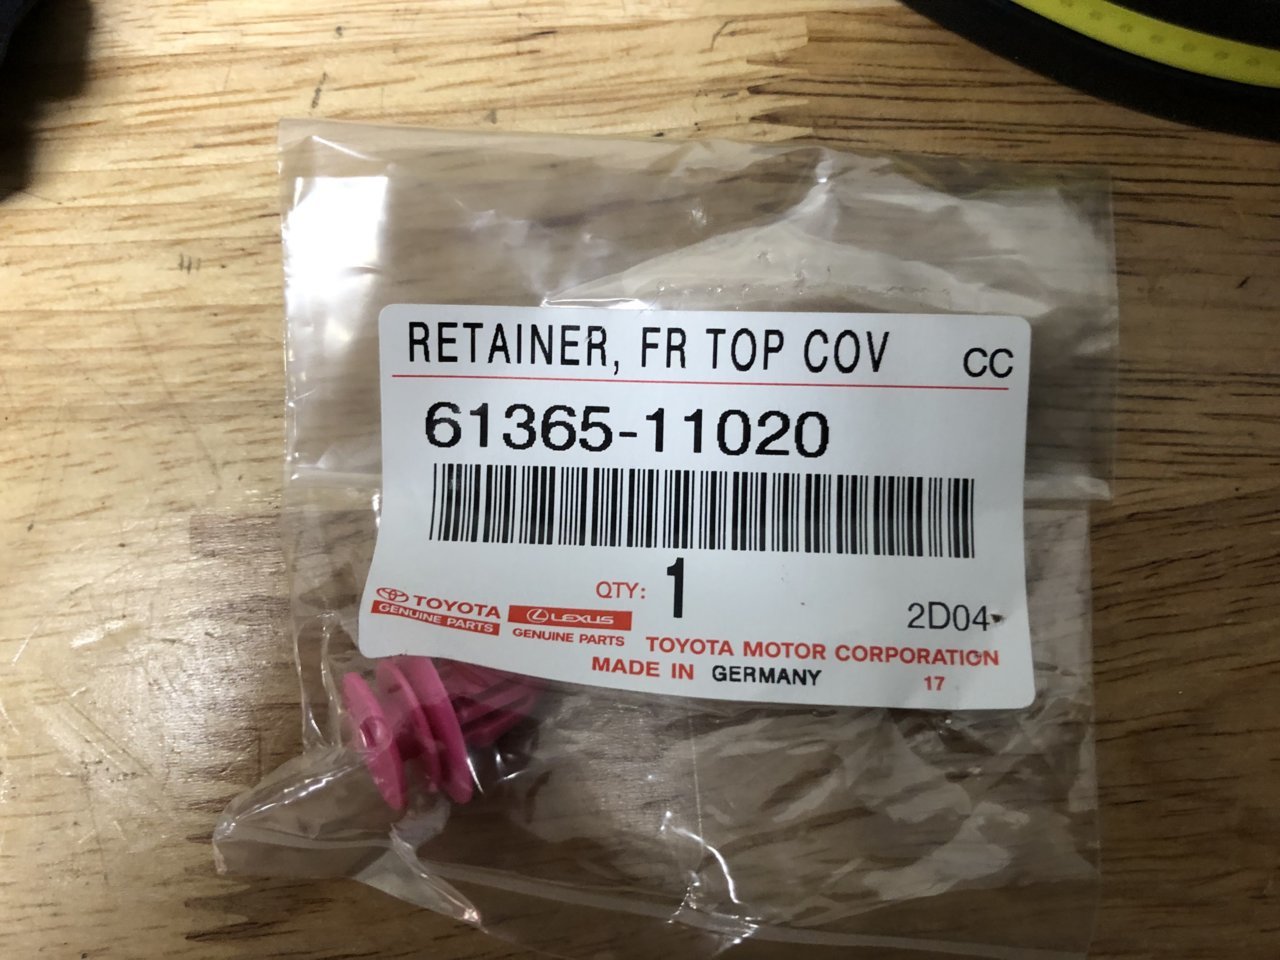 RETAINER, FR TOP COV CC
61365-11020
QTY: 1
TOYOTA LEXUS 2D04
GENUINE PARTS GENUINE PARTS TOYOTA MOTOR CORPORATION
MADE IN GERMANY 17